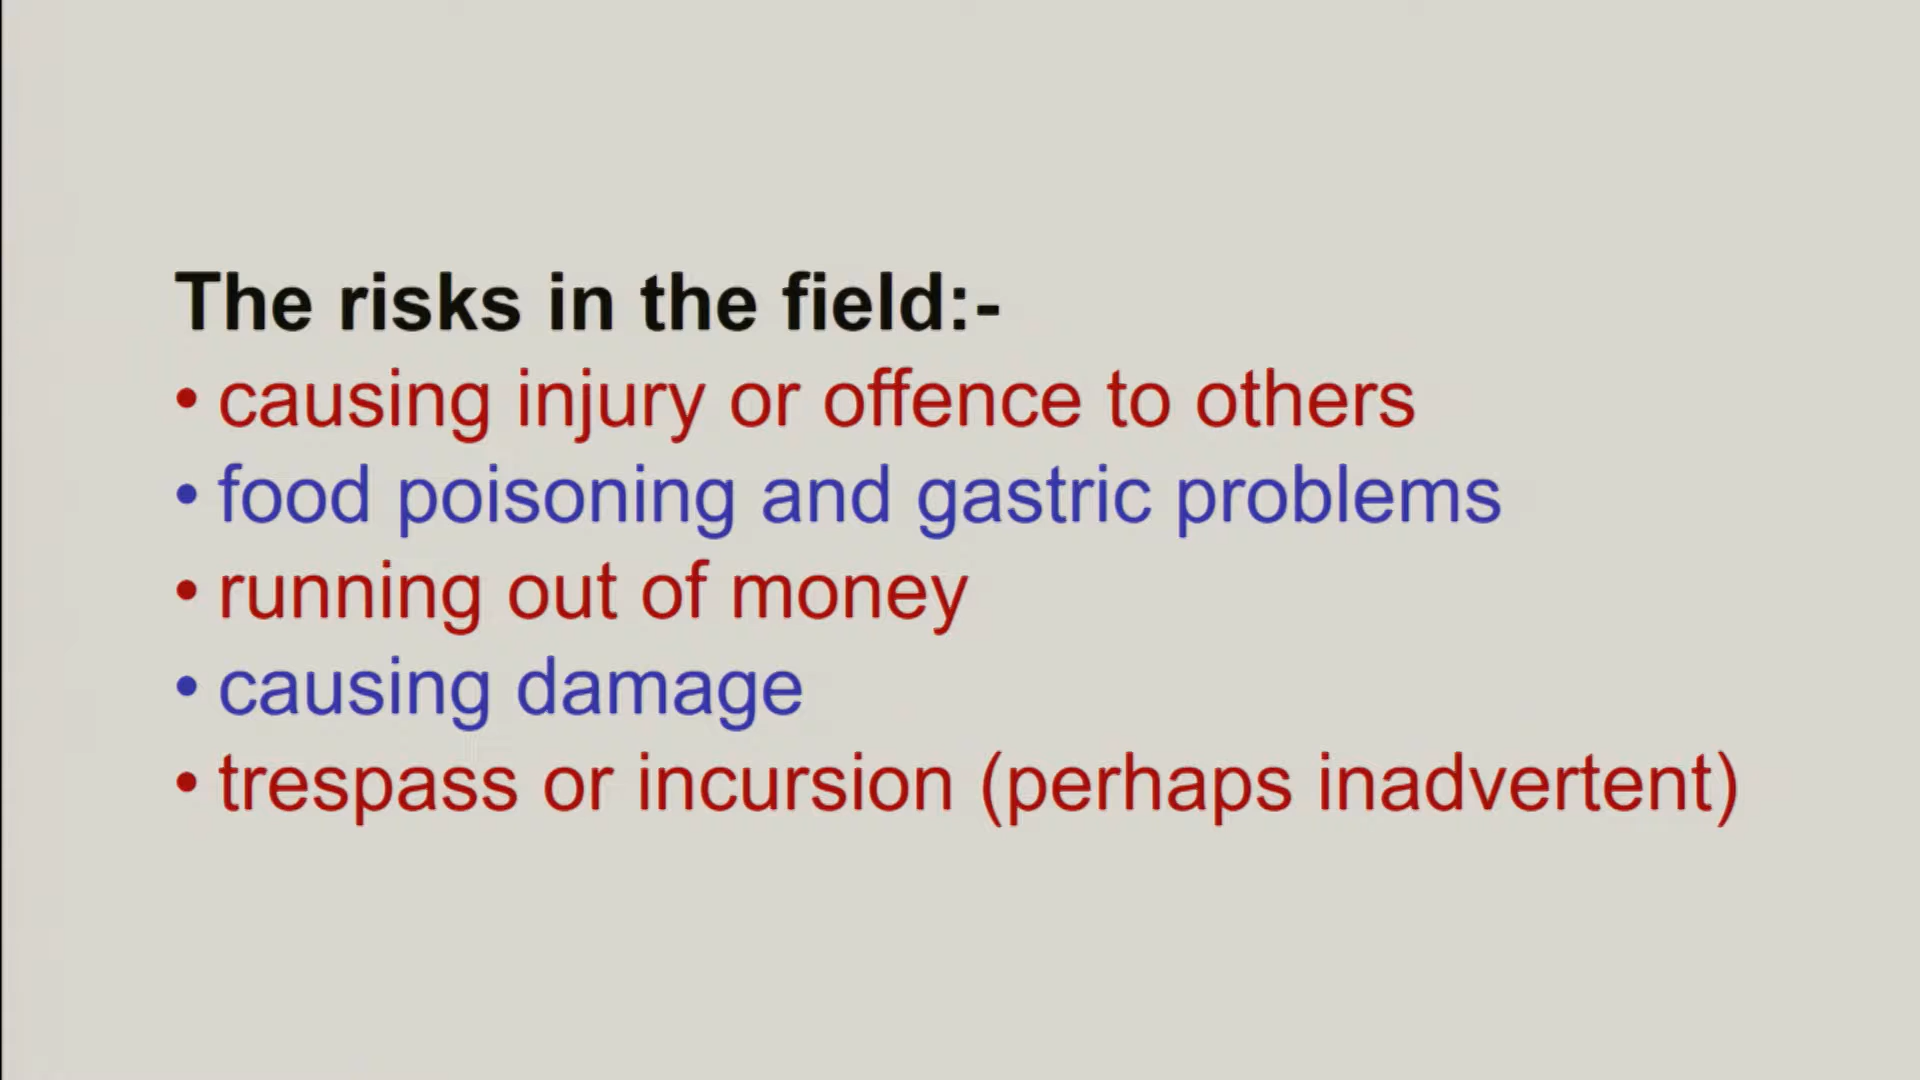 The risks in the field:-
• causing injury or offence to others
• food poisoning and gastric problems
• running out of money
• causing damage
• trespass or incursion (perhaps inadvertent)